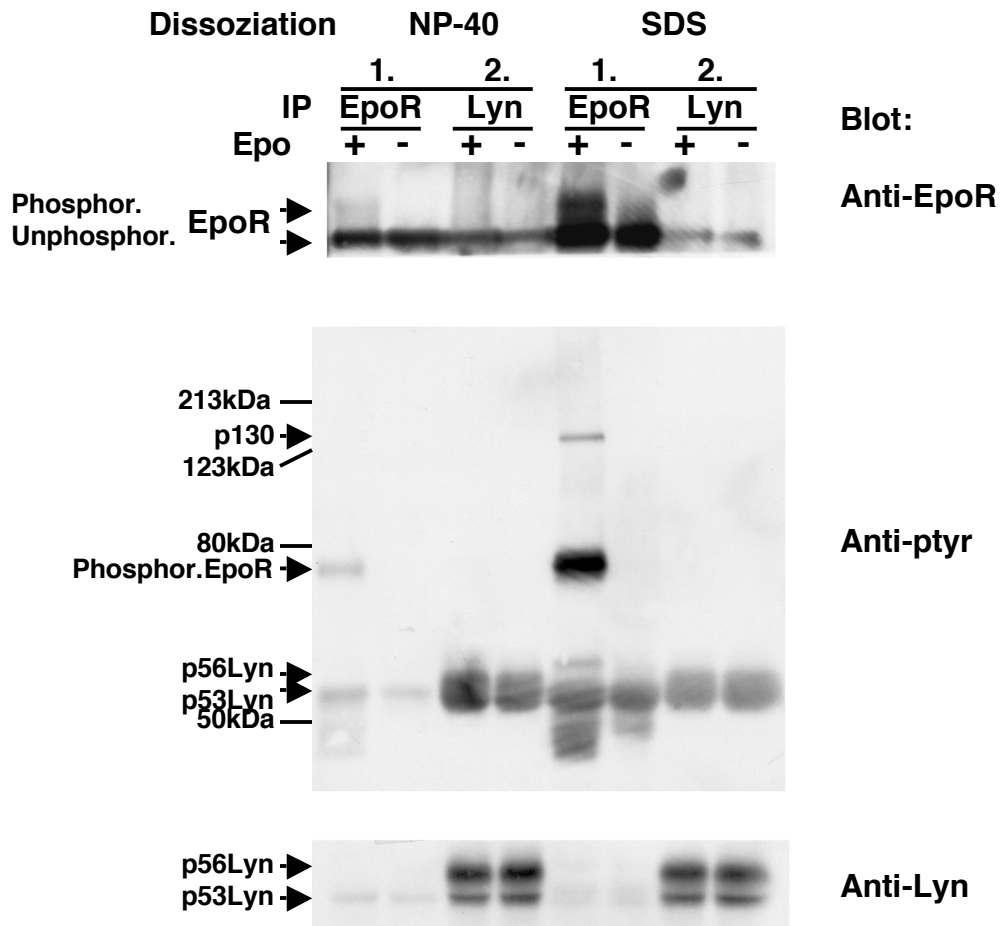 Dissoziation NP-40 SDS
1. 2. 1. 2.
IP EpoR Lyn EpoR Lyn Blot:
Epo + - + - + - + -
Phosphor.
Unphosphor. EpoR Anti-EpoR
213kDa
p130
123kDa
80kDa
Phosphor.EpoR Anti-ptyr
p56Lyn
p53Lyn
50kDa
p56Lyn
p53Lyn Anti-Lyn